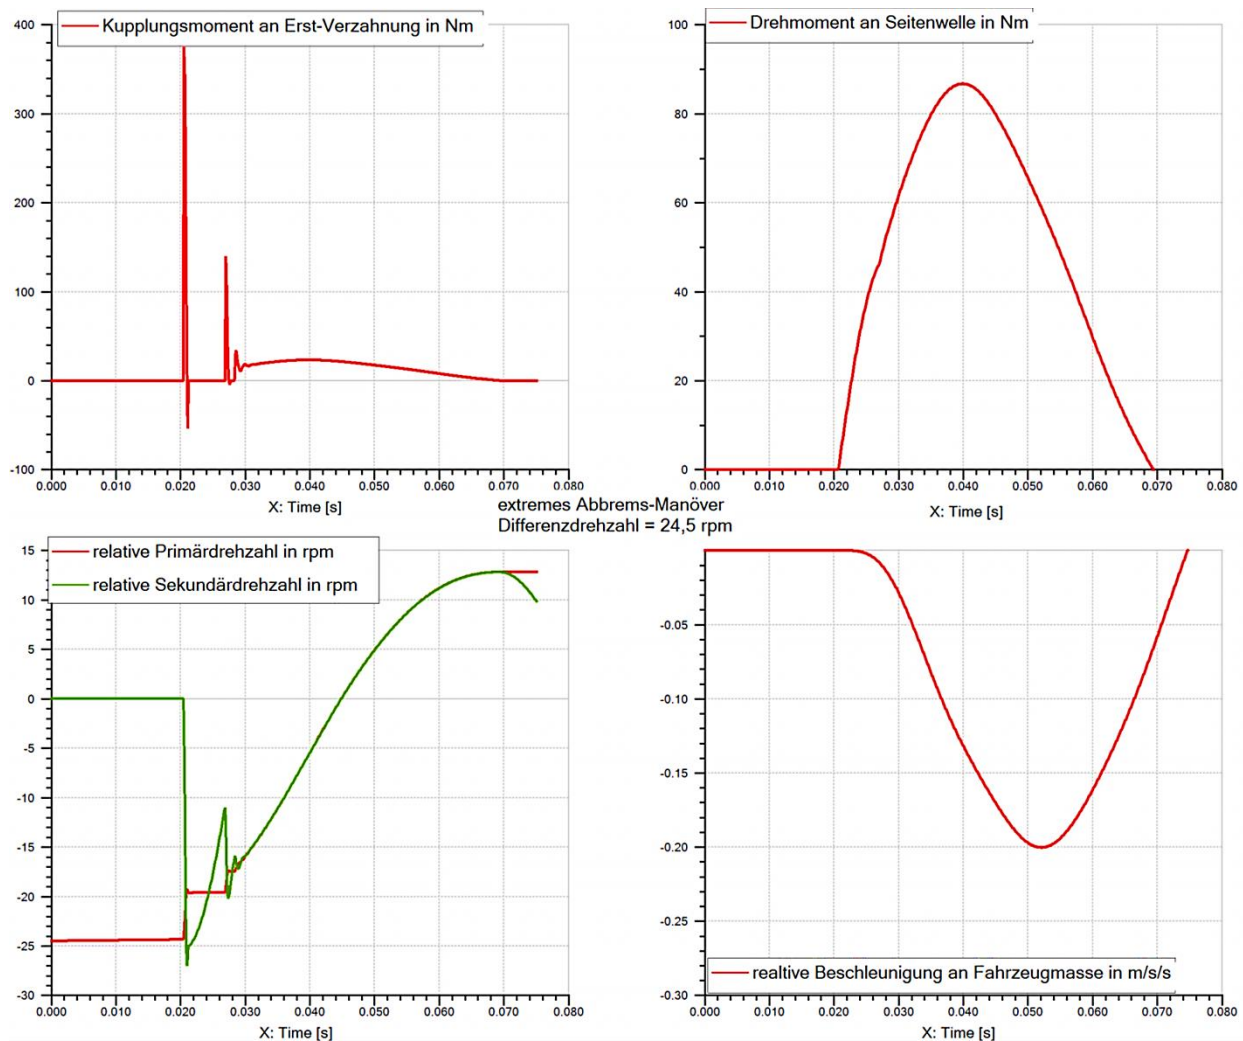 Kupplungsmoment an Erst-Verzahnung in Nm
400
300
200
100
0
-100
0.000 0.010 0.020 0.030 0.040 0.050 0.060 0.070 0.080
X: Time [s]
Drehmoment an Seitenwelle in Nm
100
80
60
40
20
0
0.000 0.010 0.020 0.030 0.040 0.050 0.060 0.070 0.080
X: Time [s]
extremes Abbrems-Manöver
Differenzdrehzahl = 24,5 rpm
relative Primärdrehzahl in rpm
relative Sekundärdrehzahl in rpm
15
10
5
0
-5
-10
-15
-20
-25
-30
0.000 0.010 0.020 0.030 0.040 0.050 0.060 0.070 0.080
X: Time [s]
-0.05
-0.10
-0.15
-0.20
-0.25
-0.30
realtive Beschleunigung an Fahrzeugmasse in m/s/s
0.000 0.010 0.020 0.030 0.040 0.050 0.060 0.070 0.080
X: Time [s]